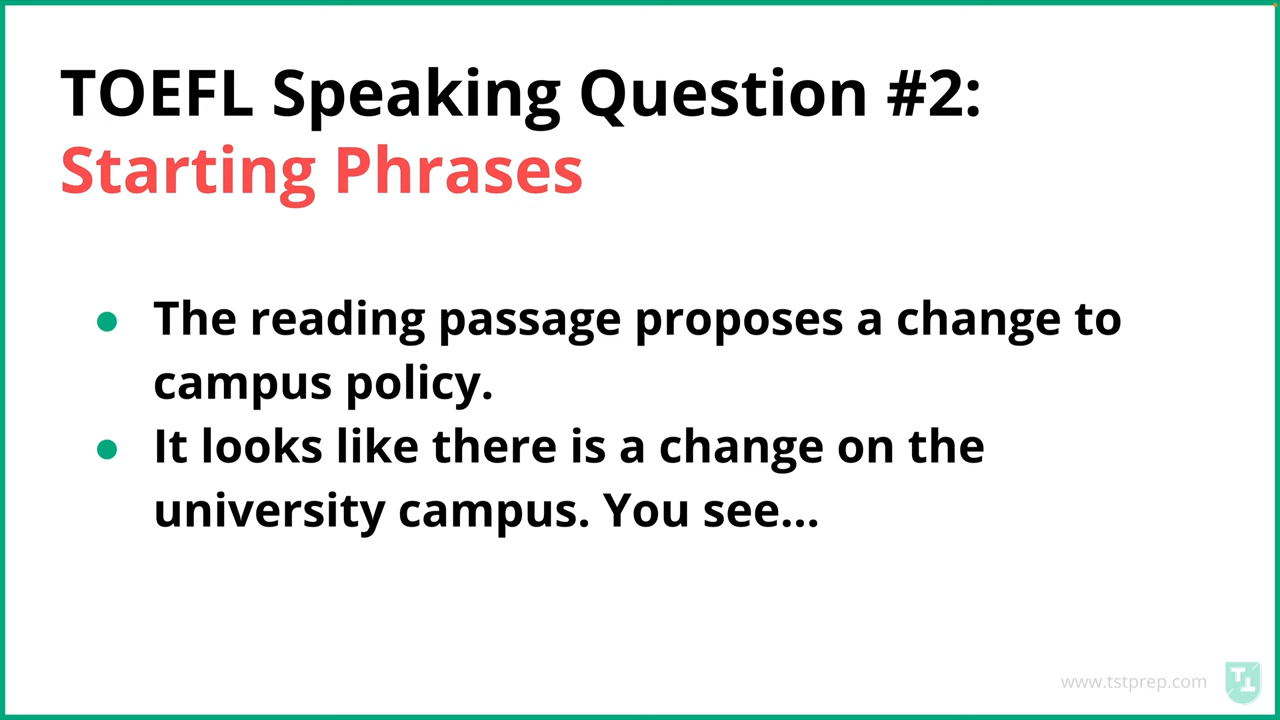 TOEFL Speaking Question #2:
Starting Phrases
● The reading passage proposes a change to
campus policy.
● It looks like there is a change on the
university campus. You see...
www.tstprep.com